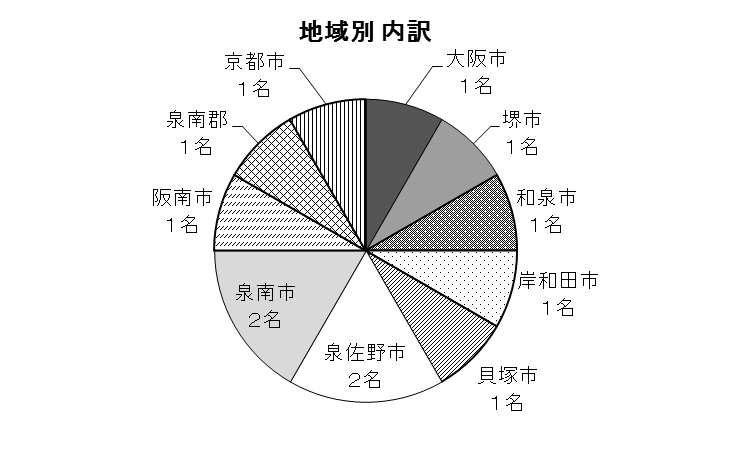 地域別 内訳
大阪市
１名
堺市
１名
和泉市
１名
岸和田市
１名
貝塚市
１名
泉佐野市
２名
泉南市
２名
阪南市
１名
泉南郡
１名
京都市
１名